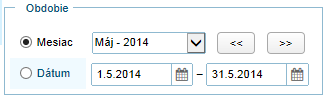 Obdobie
Mesiac Máj - 2014 << >>
Dátum 1.5.2014 – 31.5.2014